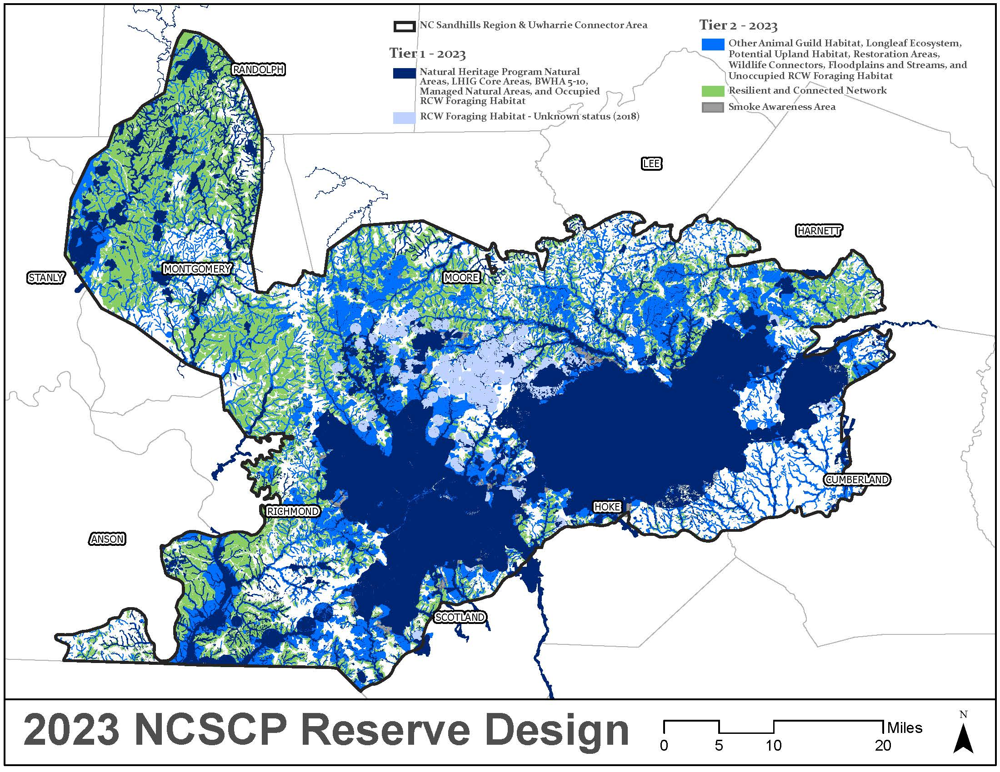 NC Sandhills Region & Uwharrie Connector Area
Tier 1 - 2023
Natural Heritage Program Natural
Areas, LHIG Core Areas, BWHA 5-10,
Managed Natural Areas, and Occupied
RCW Foraging Habitat
RCW Foraging Habitat - Unknown status (2018)
Tier 2 - 2023
Other Animal Guild Habitat, Longleaf Ecosystem,
Potential Upland Habitat, Restoration Areas,
Wildlife Connectors, Floodplains and Streams, and
Unoccupied RCW Foraging Habitat
Resilient and Connected Network
Smoke Awareness Area
RANDOLPH
LEE
HARNETT
MONTGOMERY
STANLY
MOORE
CUMBERLAND
HOKE
RICHMOND
ANSON
SCOTLAND
2023 NCSCP Reserve Design
Miles
0 5 10 20
N